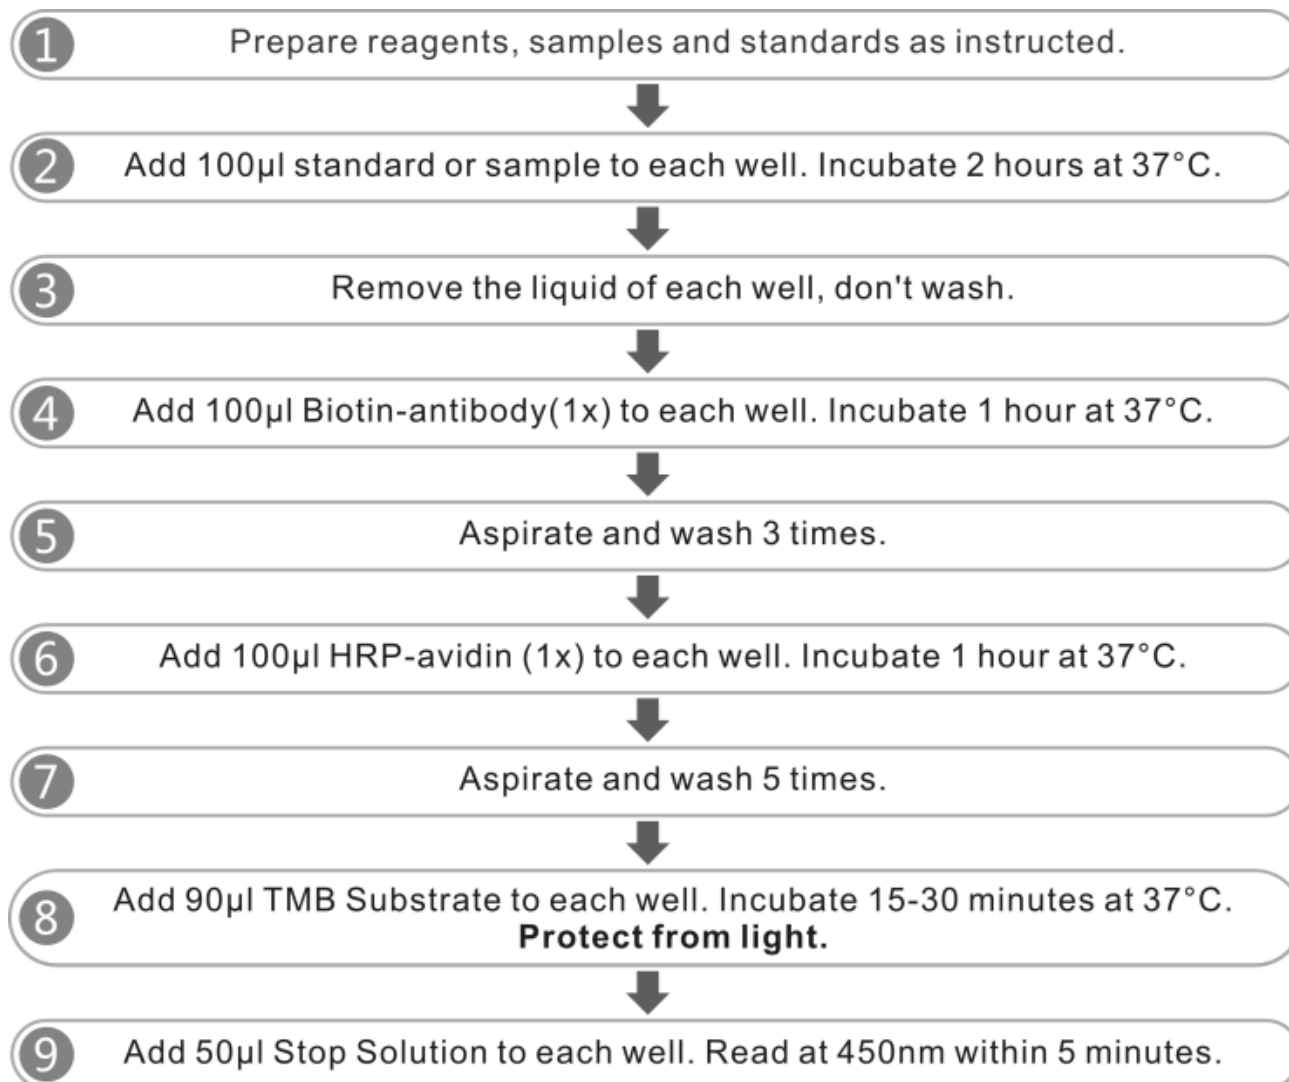 1 Prepare reagents, samples and standards as instructed.
2 Add 100µl standard or sample to each well. Incubate 2 hours at 37°C.
3 Remove the liquid of each well, don't wash.
4 Add 100µl Biotin-antibody(1x) to each well. Incubate 1 hour at 37°C.
5 Aspirate and wash 3 times.
6 Add 100µl HRP-avidin (1x) to each well. Incubate 1 hour at 37°C.
7 Aspirate and wash 5 times.
8 Add 90µl TMB Substrate to each well. Incubate 15-30 minutes at 37°C.
Protect from light.
9 Add 50µl Stop Solution to each well. Read at 450nm within 5 minutes.